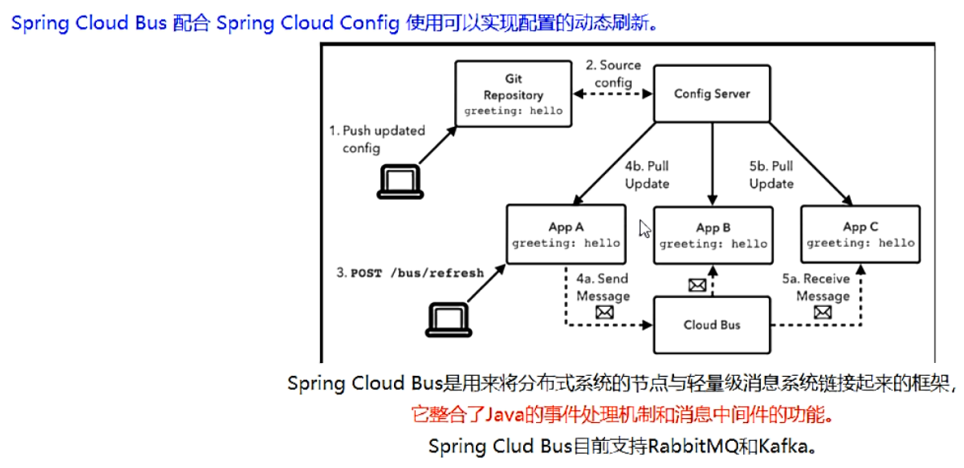 Spring Cloud Bus 配合 Spring Cloud Config 使用可以实现配置的动态刷新。
Git
Repository
greeting: hello
2. Source
config
Config Server
1. Push updated
config
4b. Pull
Update
5b. Pull
Update
App A
greeting: hello
App B
greeting: hello
App C
greeting: hello
3. POST /bus/refresh
4a. Send
Message
5a. Receive
Message
Cloud Bus
Spring Cloud Bus是用来将分布式系统的节点与轻量级消息系统链接起来的框架，
它整合了Java的事件处理机制和消息中间件的功能。
Spring Clud Bus目前支持RabbitMQ和Kafka。